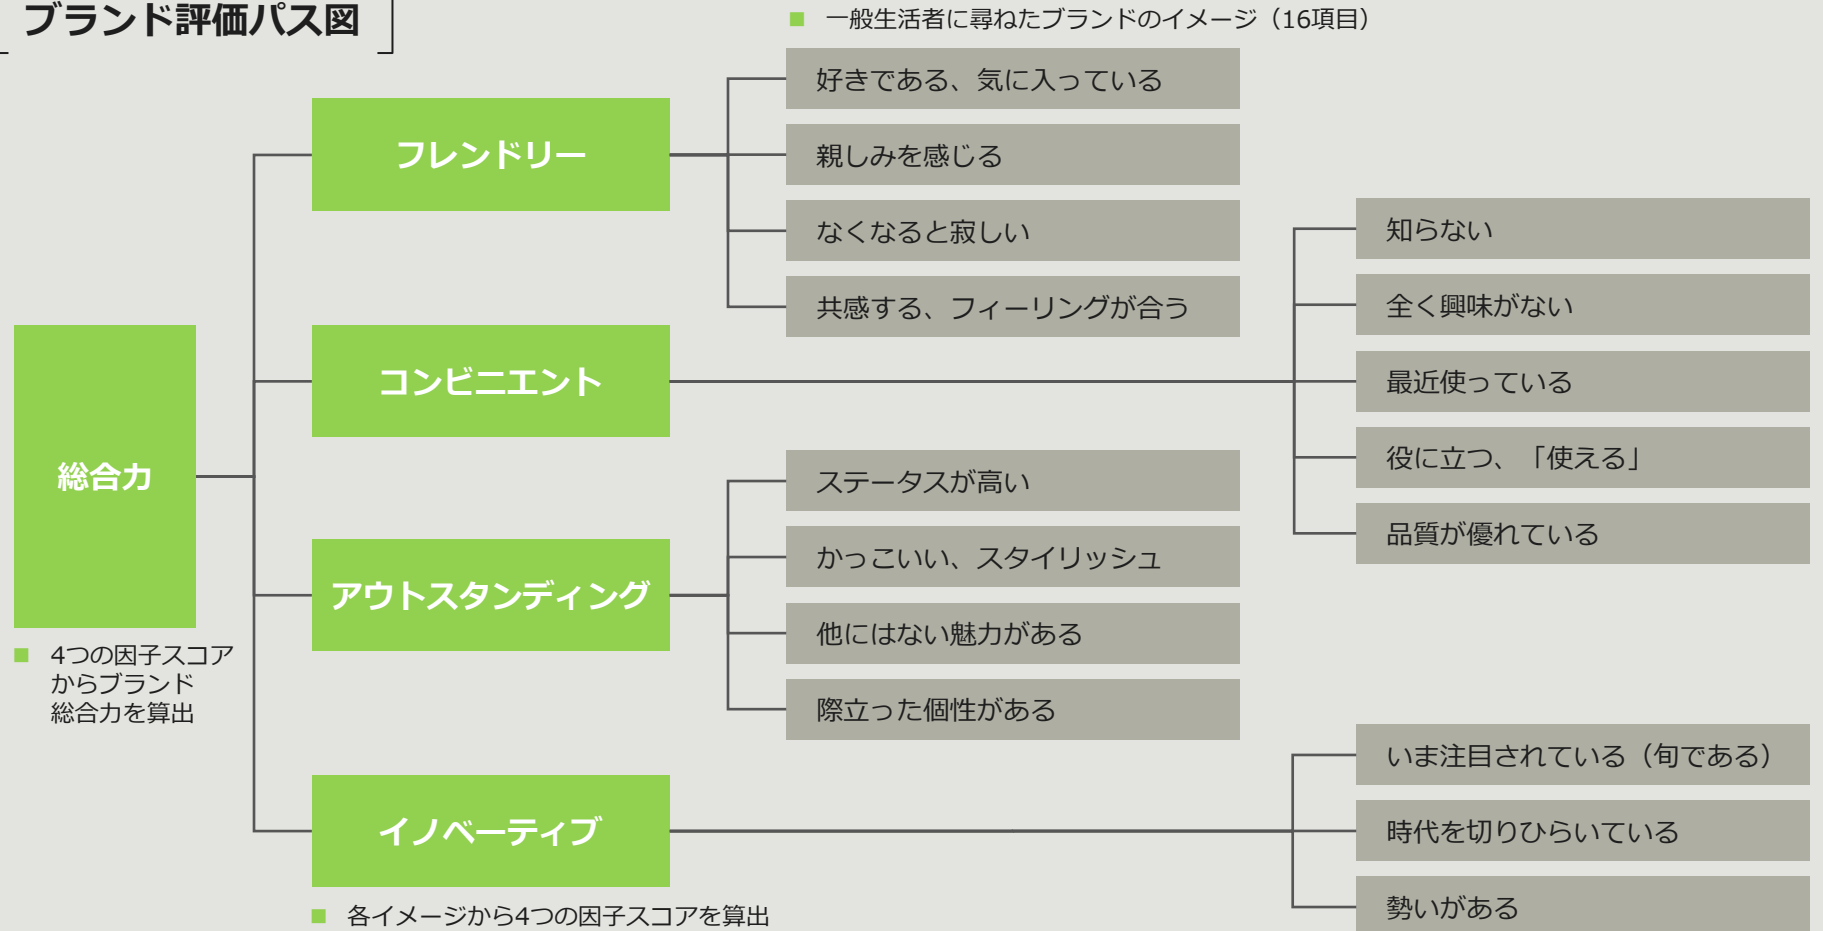 ブランド評価パス図
■ 一般生活者に尋ねたブランドのイメージ（16項目）
総合力
■ 4つの因子スコア
からブランド
総合力を算出
フレンドリー
好きである、気に入っている
親しみを感じる
なくなると寂しい
共感する、フィーリングが合う
コンビニエント
知らない
全く興味がない
最近使っている
役に立つ、「使える」
品質が優れている
アウトスタンディング
ステータスが高い
かっこいい、スタイリッシュ
他にはない魅力がある
際立った個性がある
イノベーティブ
いま注目されている（旬である）
時代を切りひらいている
勢いがある
■ 各イメージから4つの因子スコアを算出